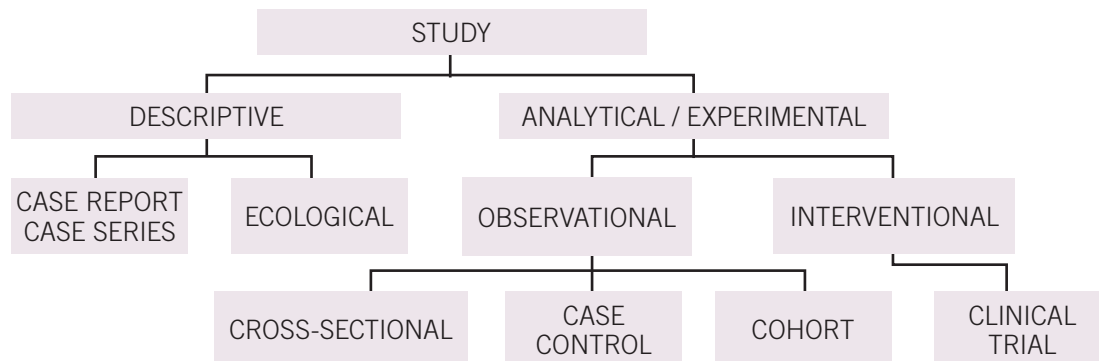 STUDY
DESCRIPTIVE
ANALYTICAL / EXPERIMENTAL
CASE REPORT
CASE SERIES
ECOLOGICAL
OBSERVATIONAL
INTERVENTIONAL
CROSS-SECTIONAL
CASE
CONTROL
COHORT
CLINICAL
TRIAL